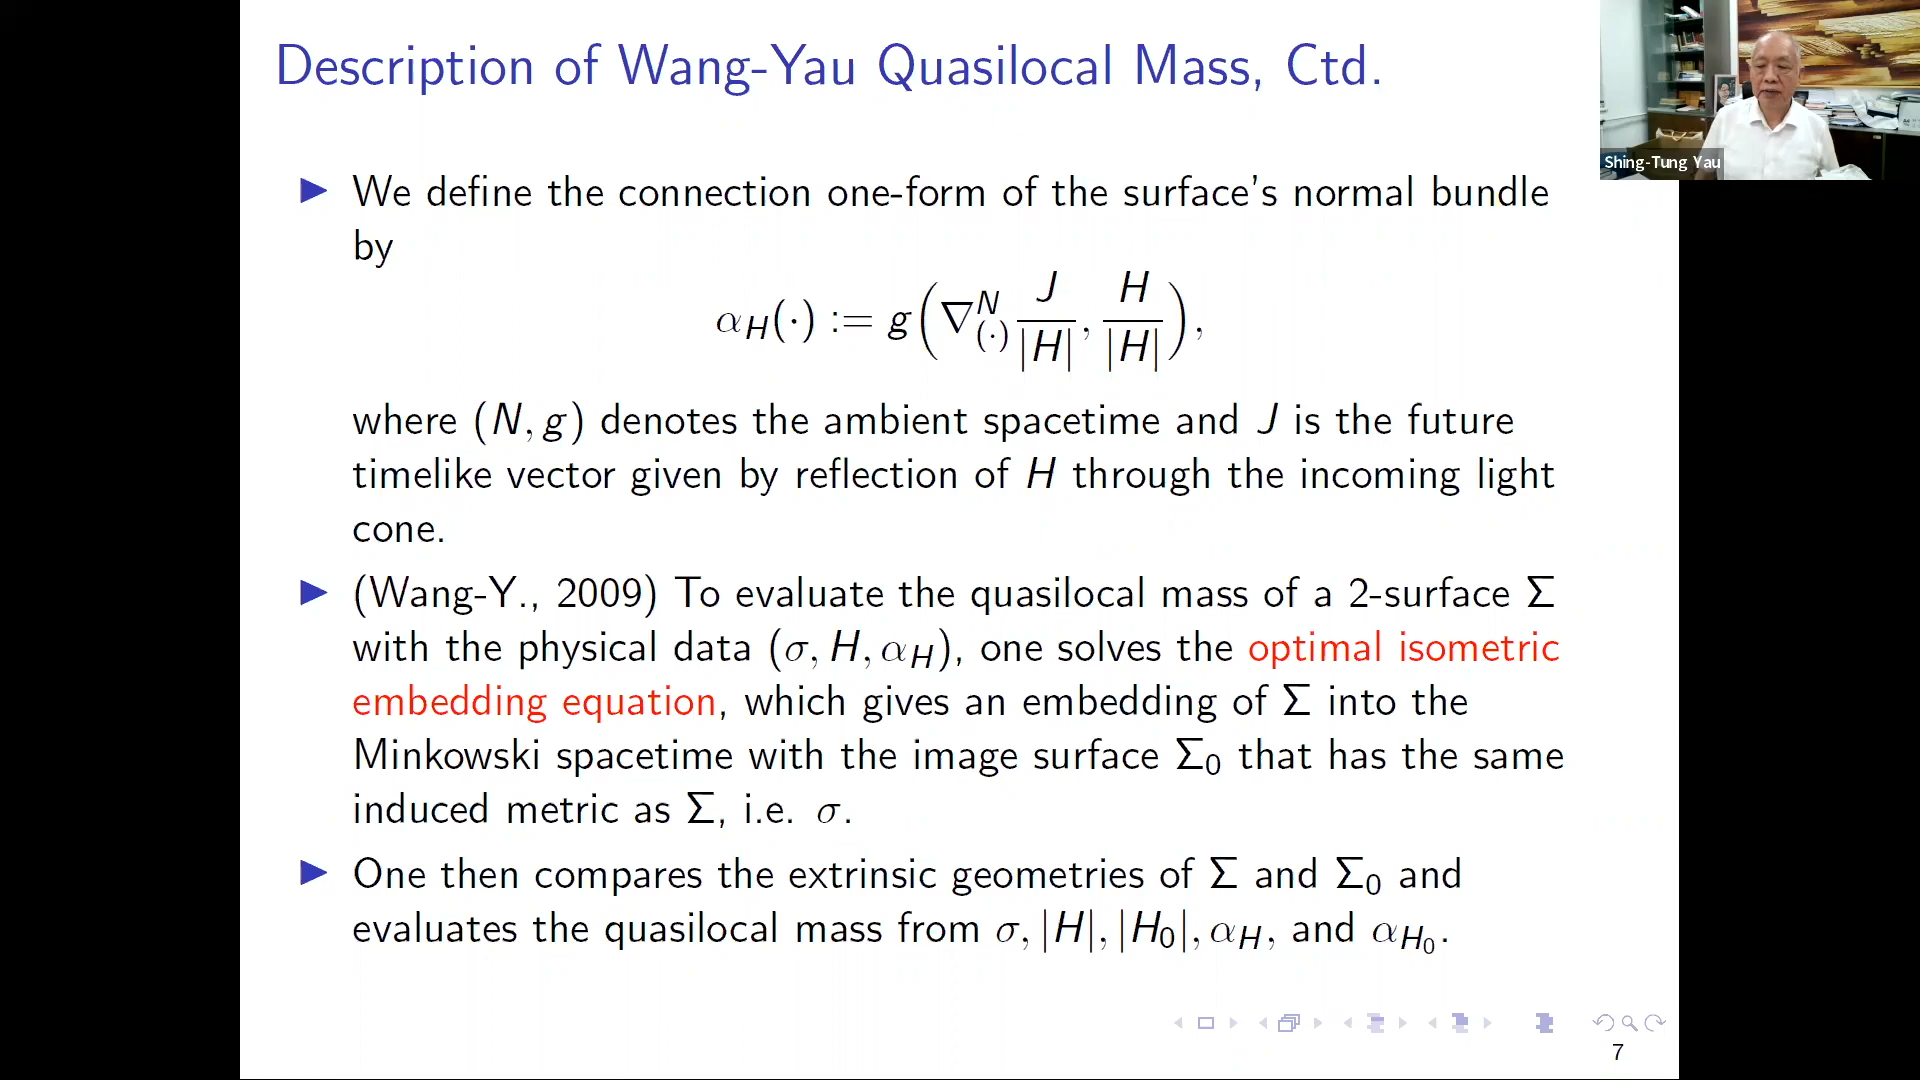 Description of Wang-Yau Quasilocal Mass, Ctd.
Shing-Tung Yau
▶ We define the connection one-form of the surface's normal bundle
by
α_H(·) := g(∇^N_(·) J/|H|, H/|H|),
where (N, g) denotes the ambient spacetime and J is the future
timelike vector given by reflection of H through the incoming light
cone.
▶ (Wang-Y., 2009) To evaluate the quasilocal mass of a 2-surface Σ
with the physical data (σ, H, α_H), one solves the optimal isometric
embedding equation, which gives an embedding of Σ into the
Minkowski spacetime with the image surface Σ₀ that has the same
induced metric as Σ, i.e. σ.
▶ One then compares the extrinsic geometries of Σ and Σ₀ and
evaluates the quasilocal mass from σ, |H|, |H₀|, α_H, and α_H₀.
7